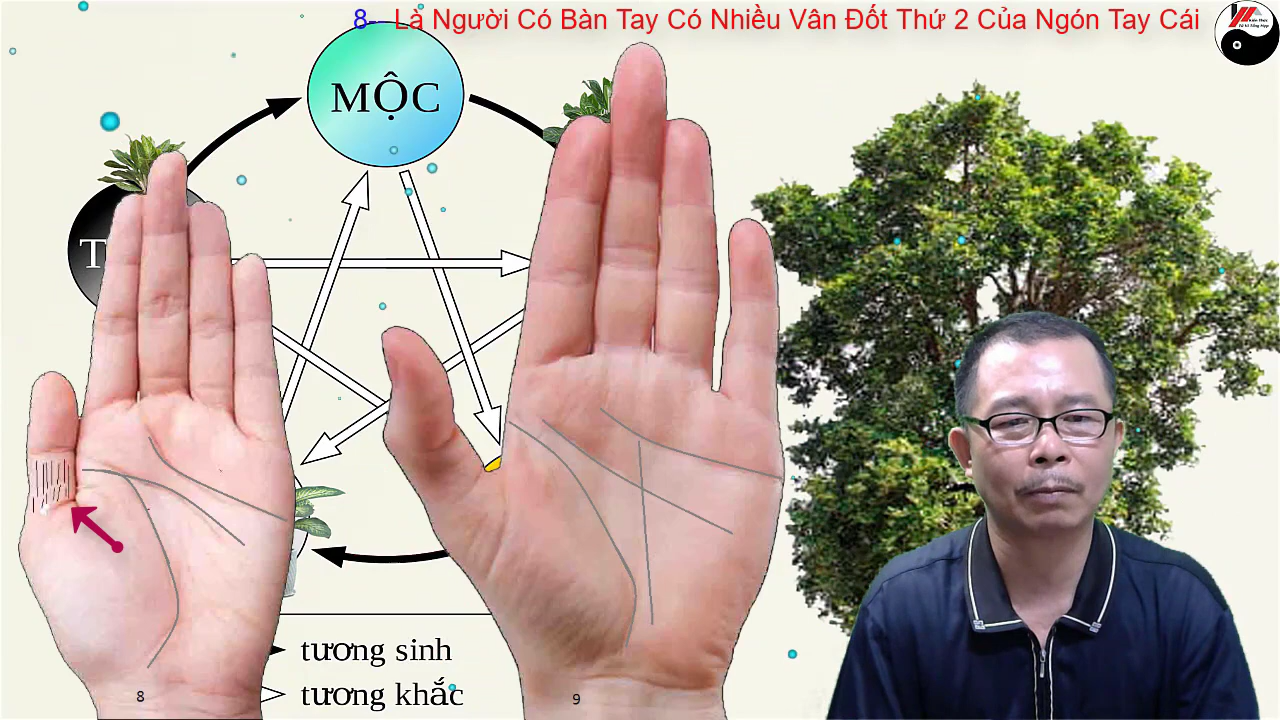 8- Là Người Có Bàn Tay Có Nhiều Vân Đốt Thứ 2 Của Ngón Tay Cái
MỘC
T
tương sinh
tương khắc
8
9